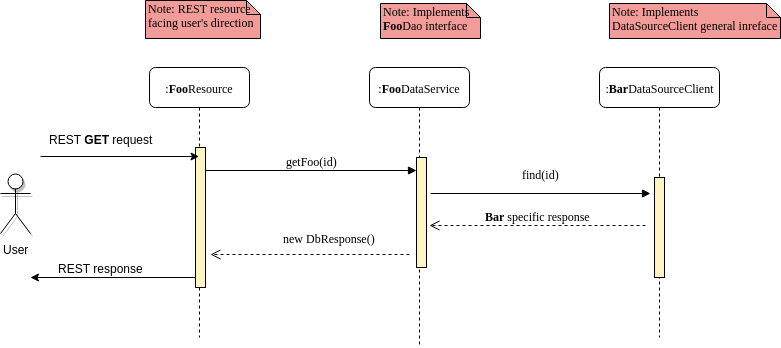 Note: REST resource
facing user's direction
Note: Implements
FooDao interface
Note: Implements
DataSourceClient general inreface
:FooResource
:FooDataService
:BarDataSourceClient
REST GET request
getFoo(id)
find(id)
Bar specific response
new DbResponse()
User
REST response